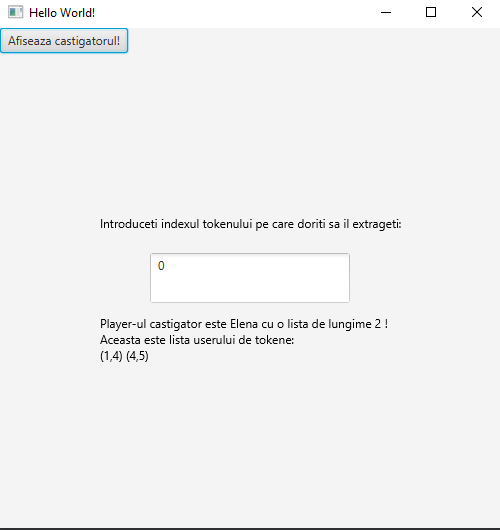 Hello World!
Afiseaza castigatorul!
Introduceti indexul tokenului pe care doriti sa il extrageti:
0
Player-ul castigator este Elena cu o lista de lungime 2 !
Aceasta este lista userului de tokene:
(1,4) (4,5)